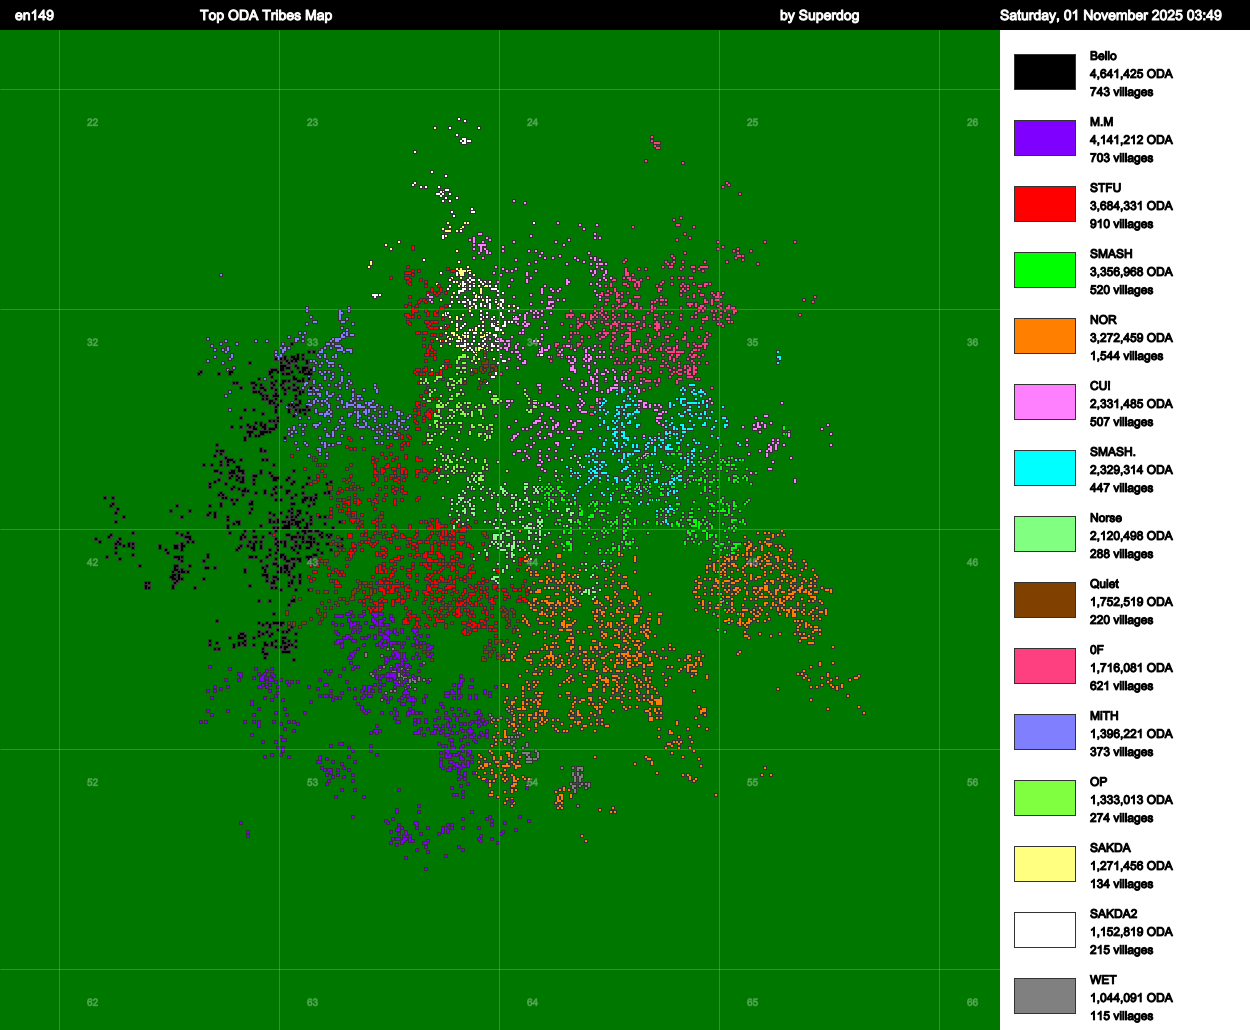 en149 Top ODA Tribes Map by Superdog Saturday, 01 November 2025 03:49
Bello
4,641,425 ODA
743 villages
22 23 24 25 26
M.M
4,141,212 ODA
703 villages
STFU
3,684,331 ODA
910 villages
SMASH
3,356,968 ODA
520 villages
NOR
3,272,459 ODA
1,544 villages
32 33 34 35 36
CUI
2,331,485 ODA
507 villages
SMASH.
2,329,314 ODA
447 villages
Norse
2,120,498 ODA
288 villages
42 43 44 45 46
Quiet
1,752,519 ODA
220 villages
0F
1,716,081 ODA
621 villages
MITH
1,396,221 ODA
373 villages
52 53 54 55 56
OP
1,333,013 ODA
274 villages
SAKDA
1,271,456 ODA
134 villages
SAKDA2
1,152,819 ODA
215 villages
WET
1,044,091 ODA
115 villages
62 63 64 65 66